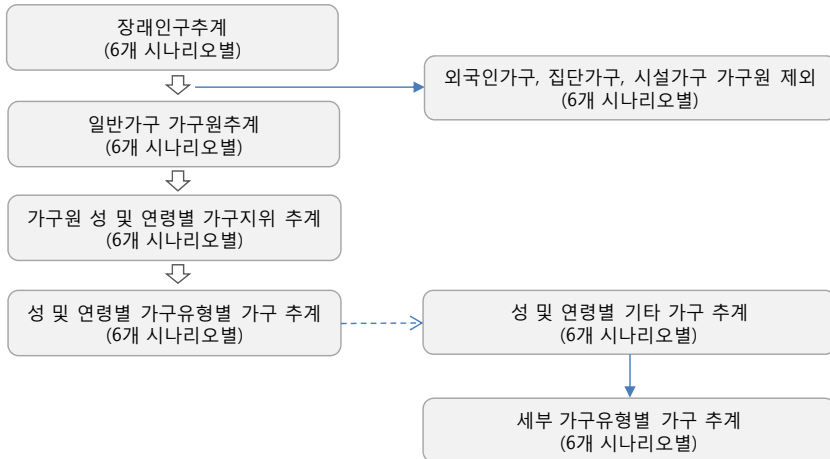 장래인구추계
(6개 시나리오별)
외국인가구, 집단가구, 시설가구 가구원 제외
(6개 시나리오별)
일반가구 가구원추계
(6개 시나리오별)
가구원 성 및 연령별 가구지위 추계
(6개 시나리오별)
성 및 연령별 가구유형별 가구 추계
(6개 시나리오별)
성 및 연령별 기타 가구 추계
(6개 시나리오별)
세부 가구유형별 가구 추계
(6개 시나리오별)